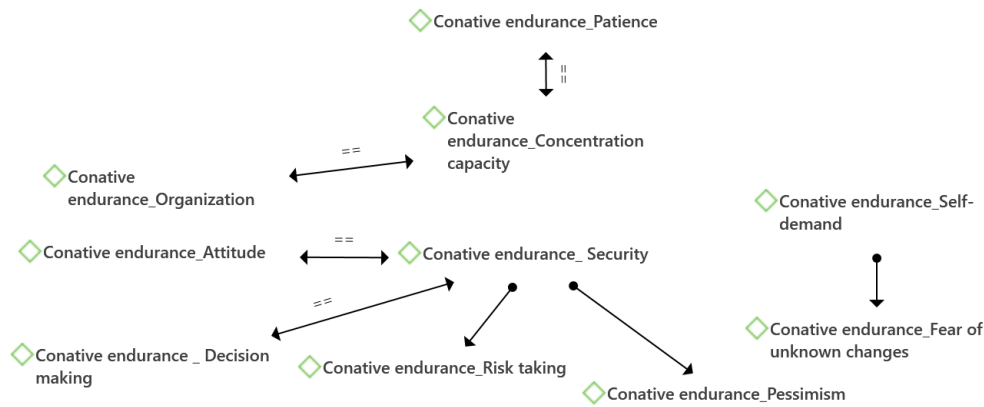 Conative endurance_Patience
==
Conative
endurance_Concentration
capacity
==
Conative
endurance_Organization
Conative endurance_Self-
demand
Conative endurance_Attitude
==
Conative endurance_ Security
==
Conative endurance _ Decision
making
Conative endurance_Risk taking
Conative endurance_Pessimism
Conative endurance_Fear of
unknown changes